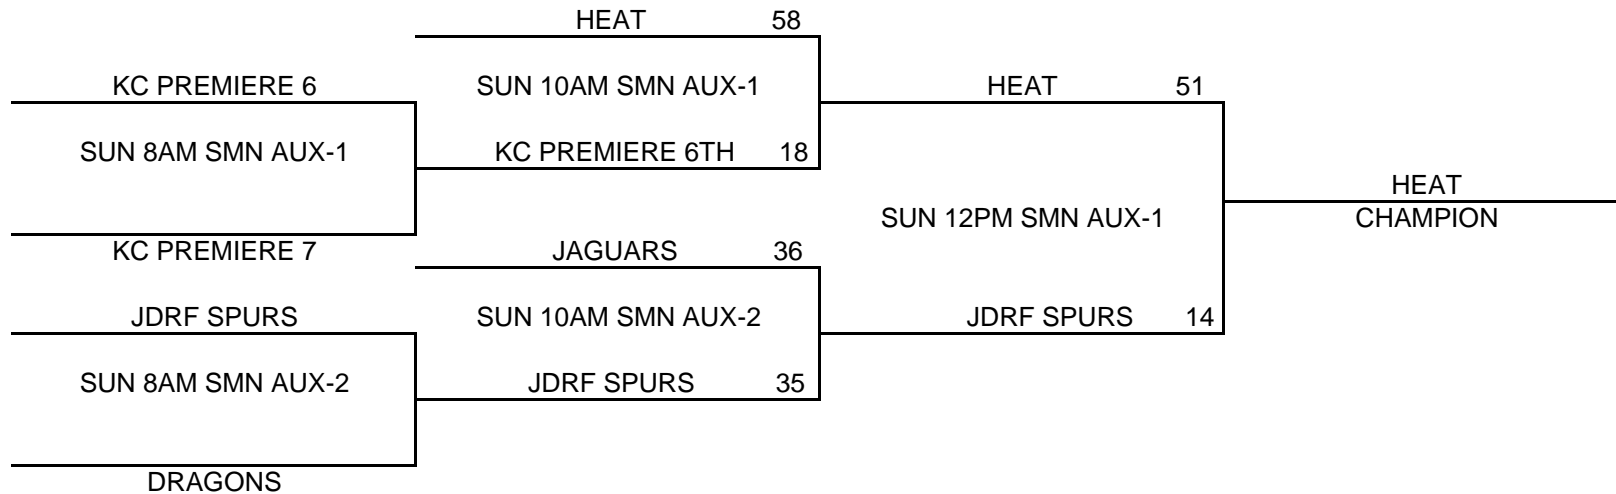 HEAT 58
KC PREMIERE 6 SUN 10AM SMN AUX-1 HEAT 51
SUN 8AM SMN AUX-1 KC PREMIERE 6TH 18
HEAT
SUN 12PM SMN AUX-1 CHAMPION
KC PREMIERE 7 JAGUARS 36
JDRF SPURS SUN 10AM SMN AUX-2 JDRF SPURS 14
SUN 8AM SMN AUX-2 JDRF SPURS 35
DRAGONS